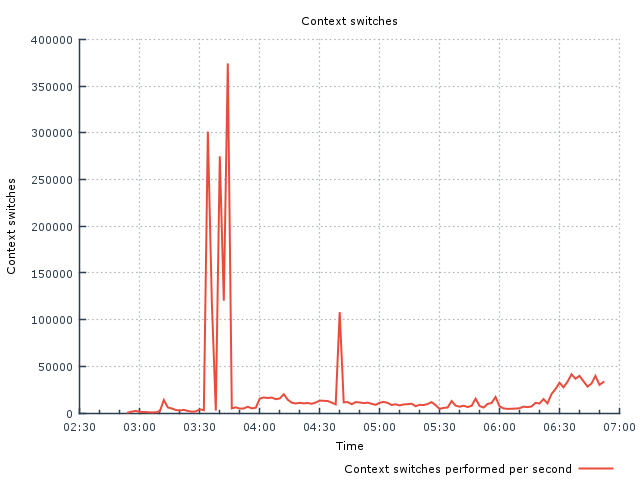 Context switches
400000
350000
300000
250000
200000
150000
100000
50000
0
Context switches
02:30 03:00 03:30 04:00 04:30 05:00 05:30 06:00 06:30 07:00
Time
Context switches performed per second